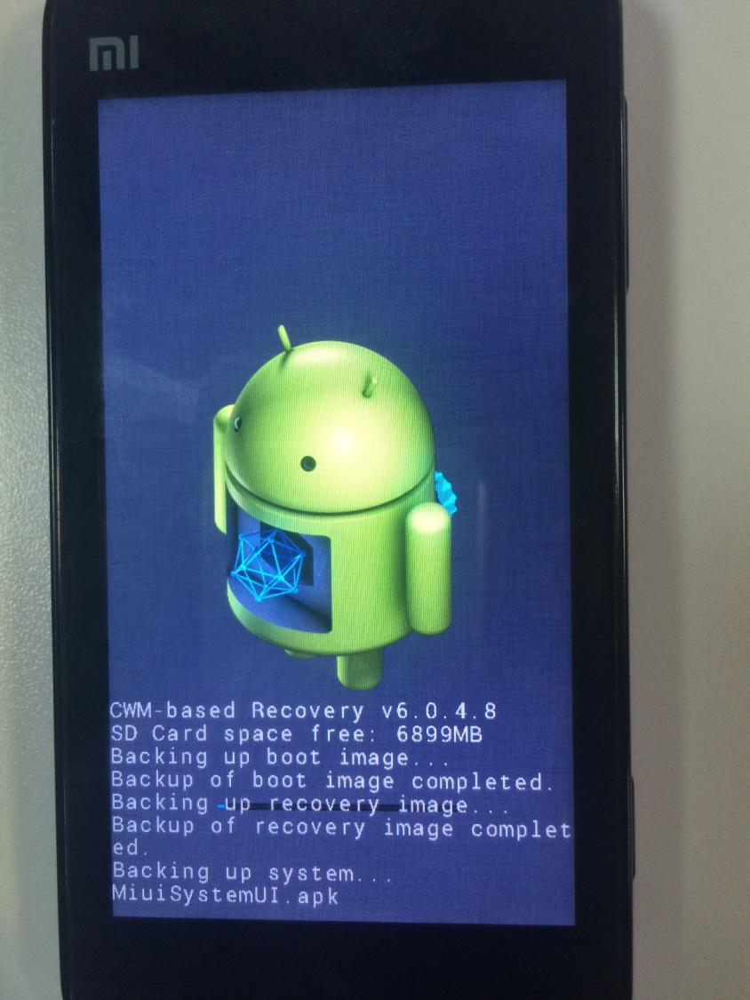 mi
CWM-based Recovery v6.0.4.8
SD Card space free: 6899MB
Backing up boot image...
Backup of boot image completed.
Backing up recovery image...
Backup of recovery image complet
ed.
Backing up system...
MiuiSystemUI.apk